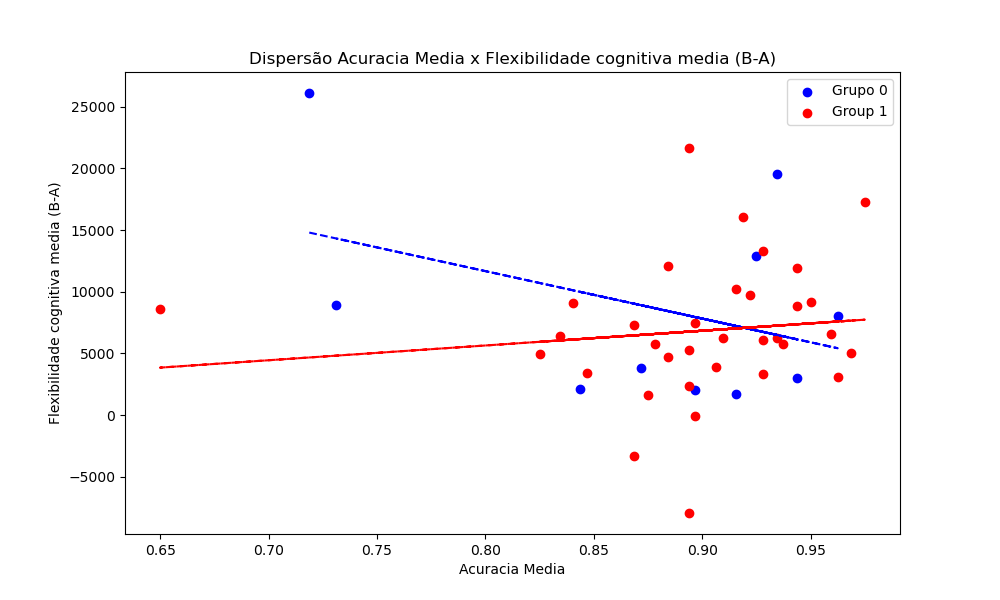 Dispersão Acuracia Media x Flexibilidade cognitiva media (B-A)
Grupo 0
Group 1
25000
20000
15000
10000
5000
0
−5000
Flexibilidade cognitiva media (B-A)
0.65 0.70 0.75 0.80 0.85 0.90 0.95
Acuracia Media